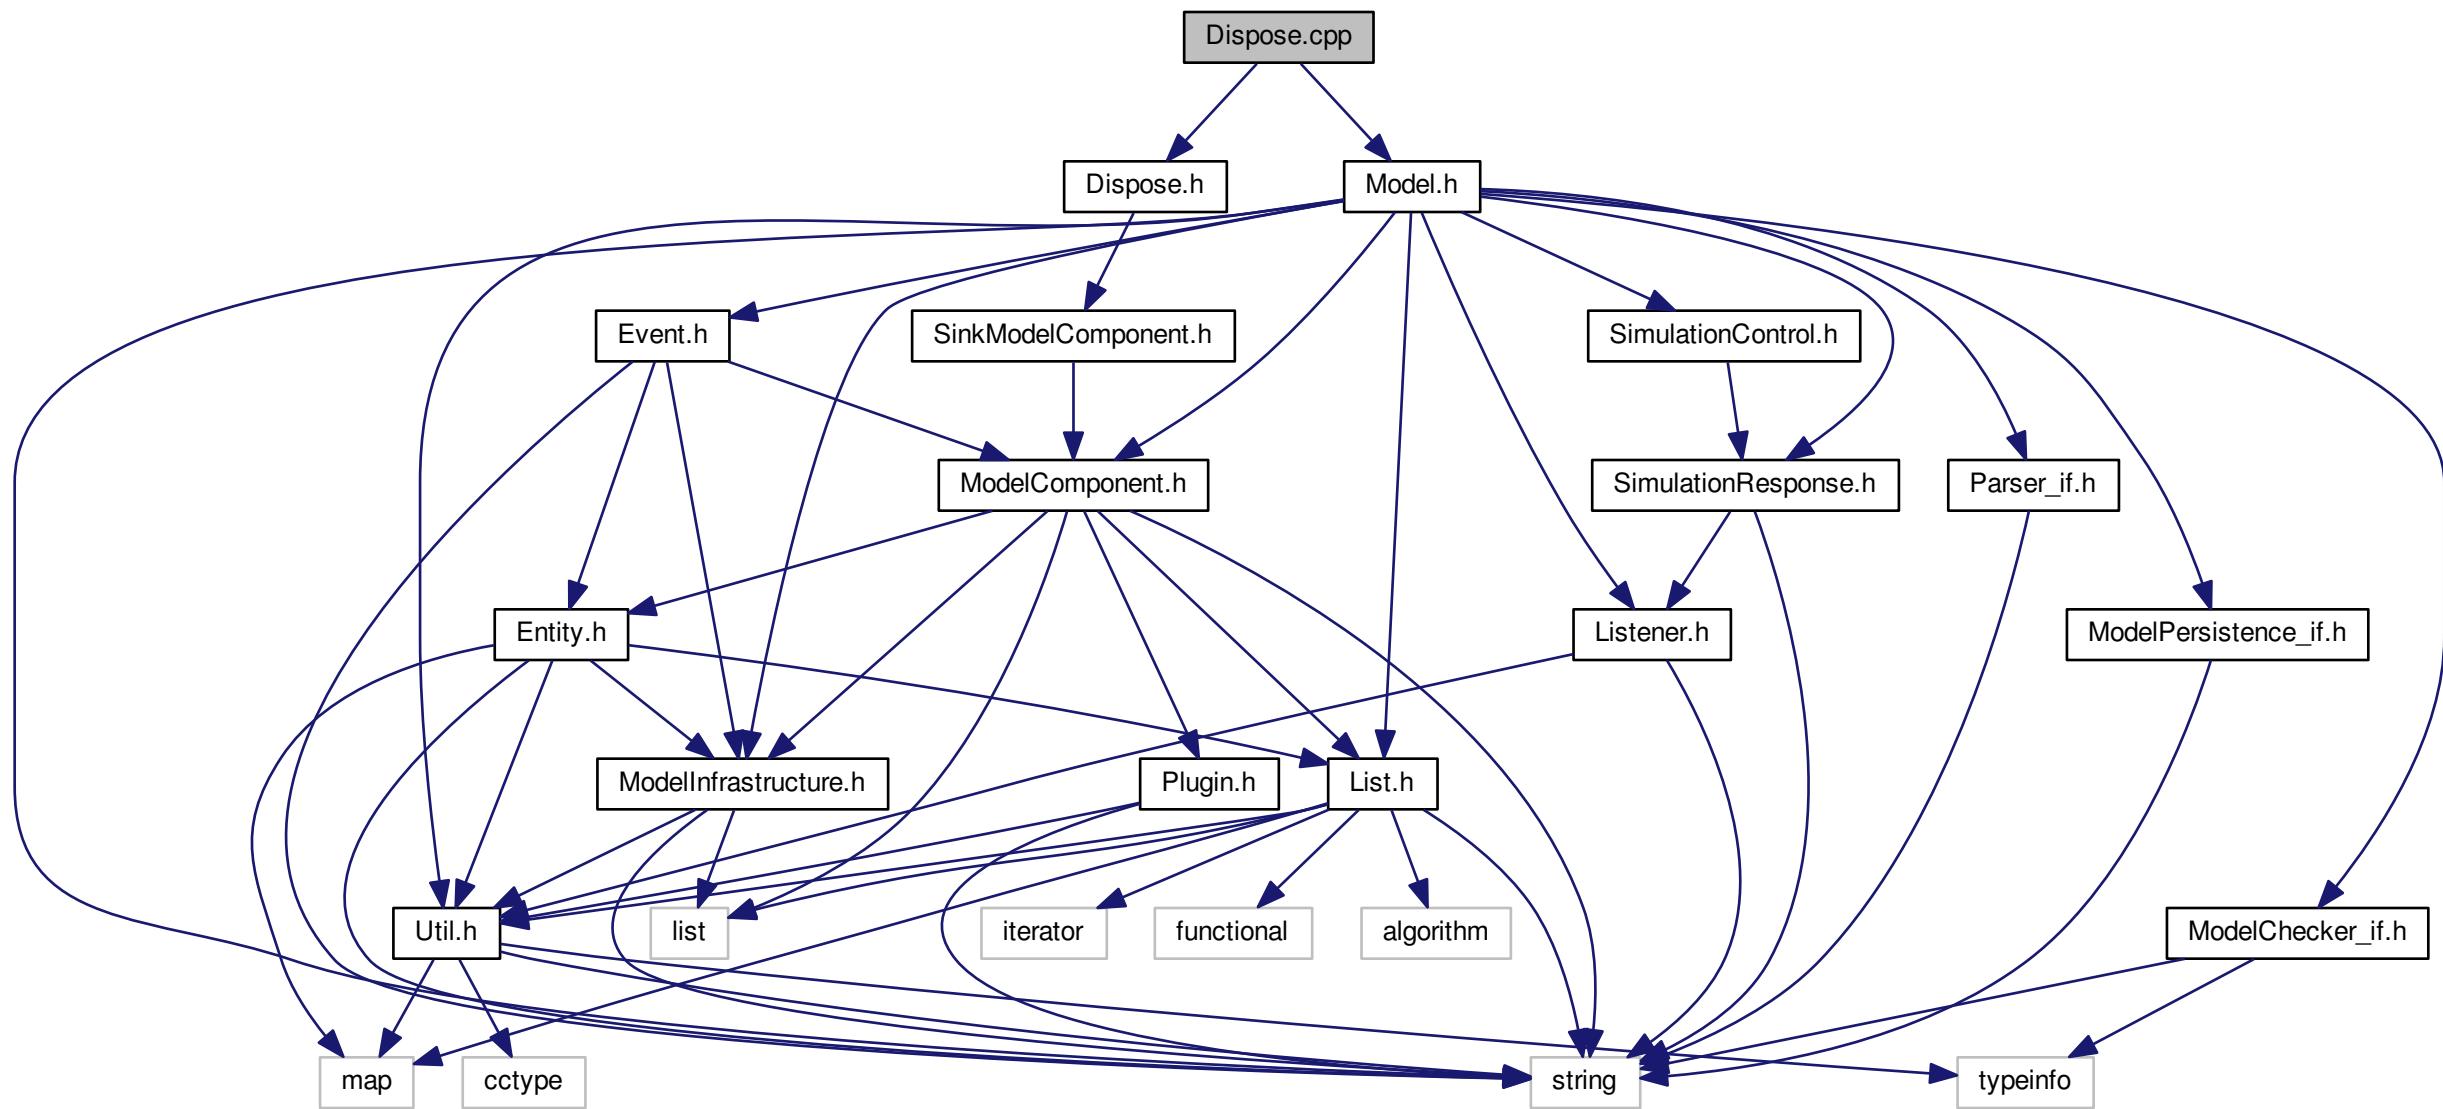 Dispose.cpp
Dispose.h
Model.h
Event.h
SinkModelComponent.h
SimulationControl.h
ModelComponent.h
SimulationResponse.h
Parser_if.h
Entity.h
Listener.h
ModelPersistence_if.h
ModelInfrastructure.h
Plugin.h
List.h
Util.h
list
iterator
functional
algorithm
ModelChecker_if.h
map
cctype
string
typeinfo